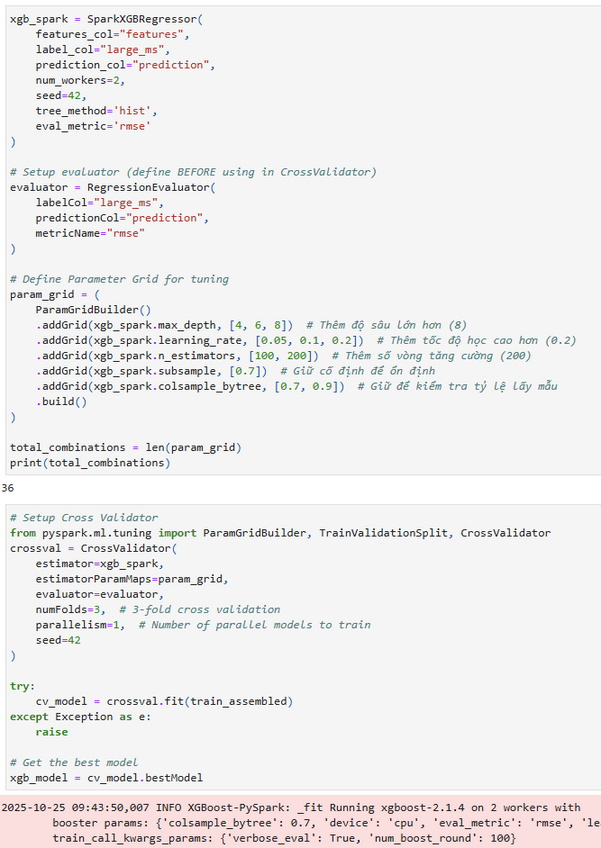 xgb_spark = SparkXGBRegressor(
    features_col="features",
    label_col="large_ms",
    prediction_col="prediction",
    num_workers=2,
    seed=42,
    tree_method='hist',
    eval_metric='rmse'
)
# Setup evaluator (define BEFORE using in CrossValidator)
evaluator = RegressionEvaluator(
    labelCol="large_ms",
    predictionCol="prediction",
    metricName="rmse"
)
# Define Parameter Grid for tuning
param_grid = (
    ParamGridBuilder()
    .addGrid(xgb_spark.max_depth, [4, 6, 8])  # Thêm độ sâu lớn hơn (8)
    .addGrid(xgb_spark.learning_rate, [0.05, 0.1, 0.2])  # Thêm tốc độ học cao hơn (0.2)
    .addGrid(xgb_spark.n_estimators, [100, 200])  # Thêm số vòng tăng cường (200)
    .addGrid(xgb_spark.subsample, [0.7])  # Giữ cố định để ổn định
    .addGrid(xgb_spark.colsample_bytree, [0.7, 0.9])  # Giữ để kiểm tra tỷ lệ lấy mẫu
    .build()
)
total_combinations = len(param_grid)
print(total_combinations)
36
# Setup Cross Validator
from pyspark.ml.tuning import ParamGridBuilder, TrainValidationSplit, CrossValidator
crossval = CrossValidator(
    estimator=xgb_spark,
    estimatorParamMaps=param_grid,
    evaluator=evaluator,
    numFolds=3,  # 3-fold cross validation
    parallelism=1,  # Number of parallel models to train
    seed=42
)
try:
    cv_model = crossval.fit(train_assembled)
except Exception as e:
    raise
# Get the best model
xgb_model = cv_model.bestModel
2025-10-25 09:43:50,007 INFO XGBoost-PySpark: _fit Running xgboost-2.1.4 on 2 workers with
        booster params: {'colsample_bytree': 0.7, 'device': 'cpu', 'eval_metric': 'rmse', 'le
        train_call_kwargs_params: {'verbose_eval': True, 'num_boost_round': 100}